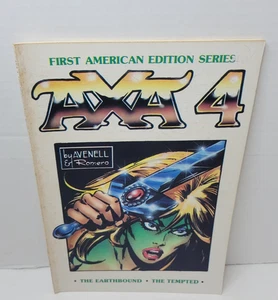 FIRST AMERICAN EDITION SERIES
AXA 4
by AVENELL
& Romero
• THE EARTHBOUND • THE TEMPTED •